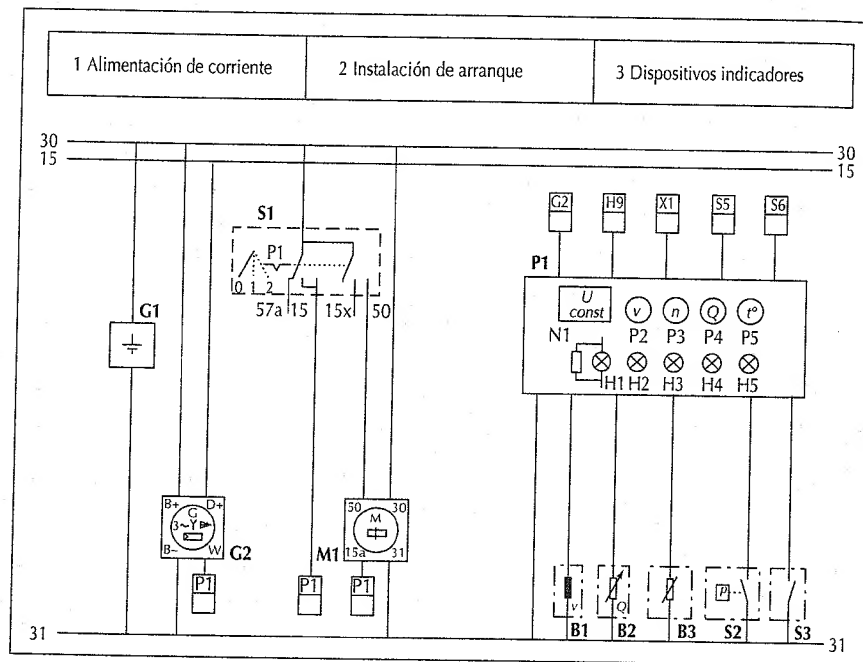 1 Alimentación de corriente
2 Instalación de arranque
3 Dispositivos indicadores
30
15
30
15
G2
H9
X1
S5
S6
S1
P1
0 1 2
57a 15 15x 50
G1
P1
U const
v
n
Q
t°
N1
P2
P3
P4
P5
H1
H2
H3
H4
H5
B+
D+
G
3~Y
B-
W
G2
P1
P1
50
30
M
15a
31
M1
P1
v
Q
P
B1
B2
B3
S2
S3
31
31